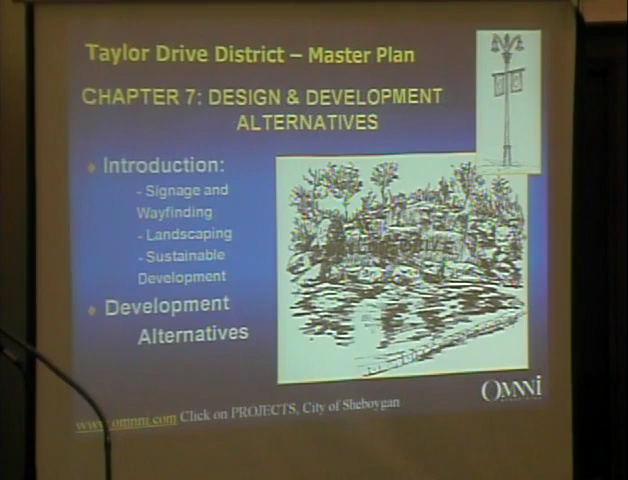 Taylor Drive District – Master Plan
CHAPTER 7: DESIGN & DEVELOPMENT
ALTERNATIVES
Introduction:
- Signage and
Wayfinding
- Landscaping
- Sustainable
Development
Development
Alternatives
OMNNI
www.omnni.com Click on PROJECTS, City of Sheboygan